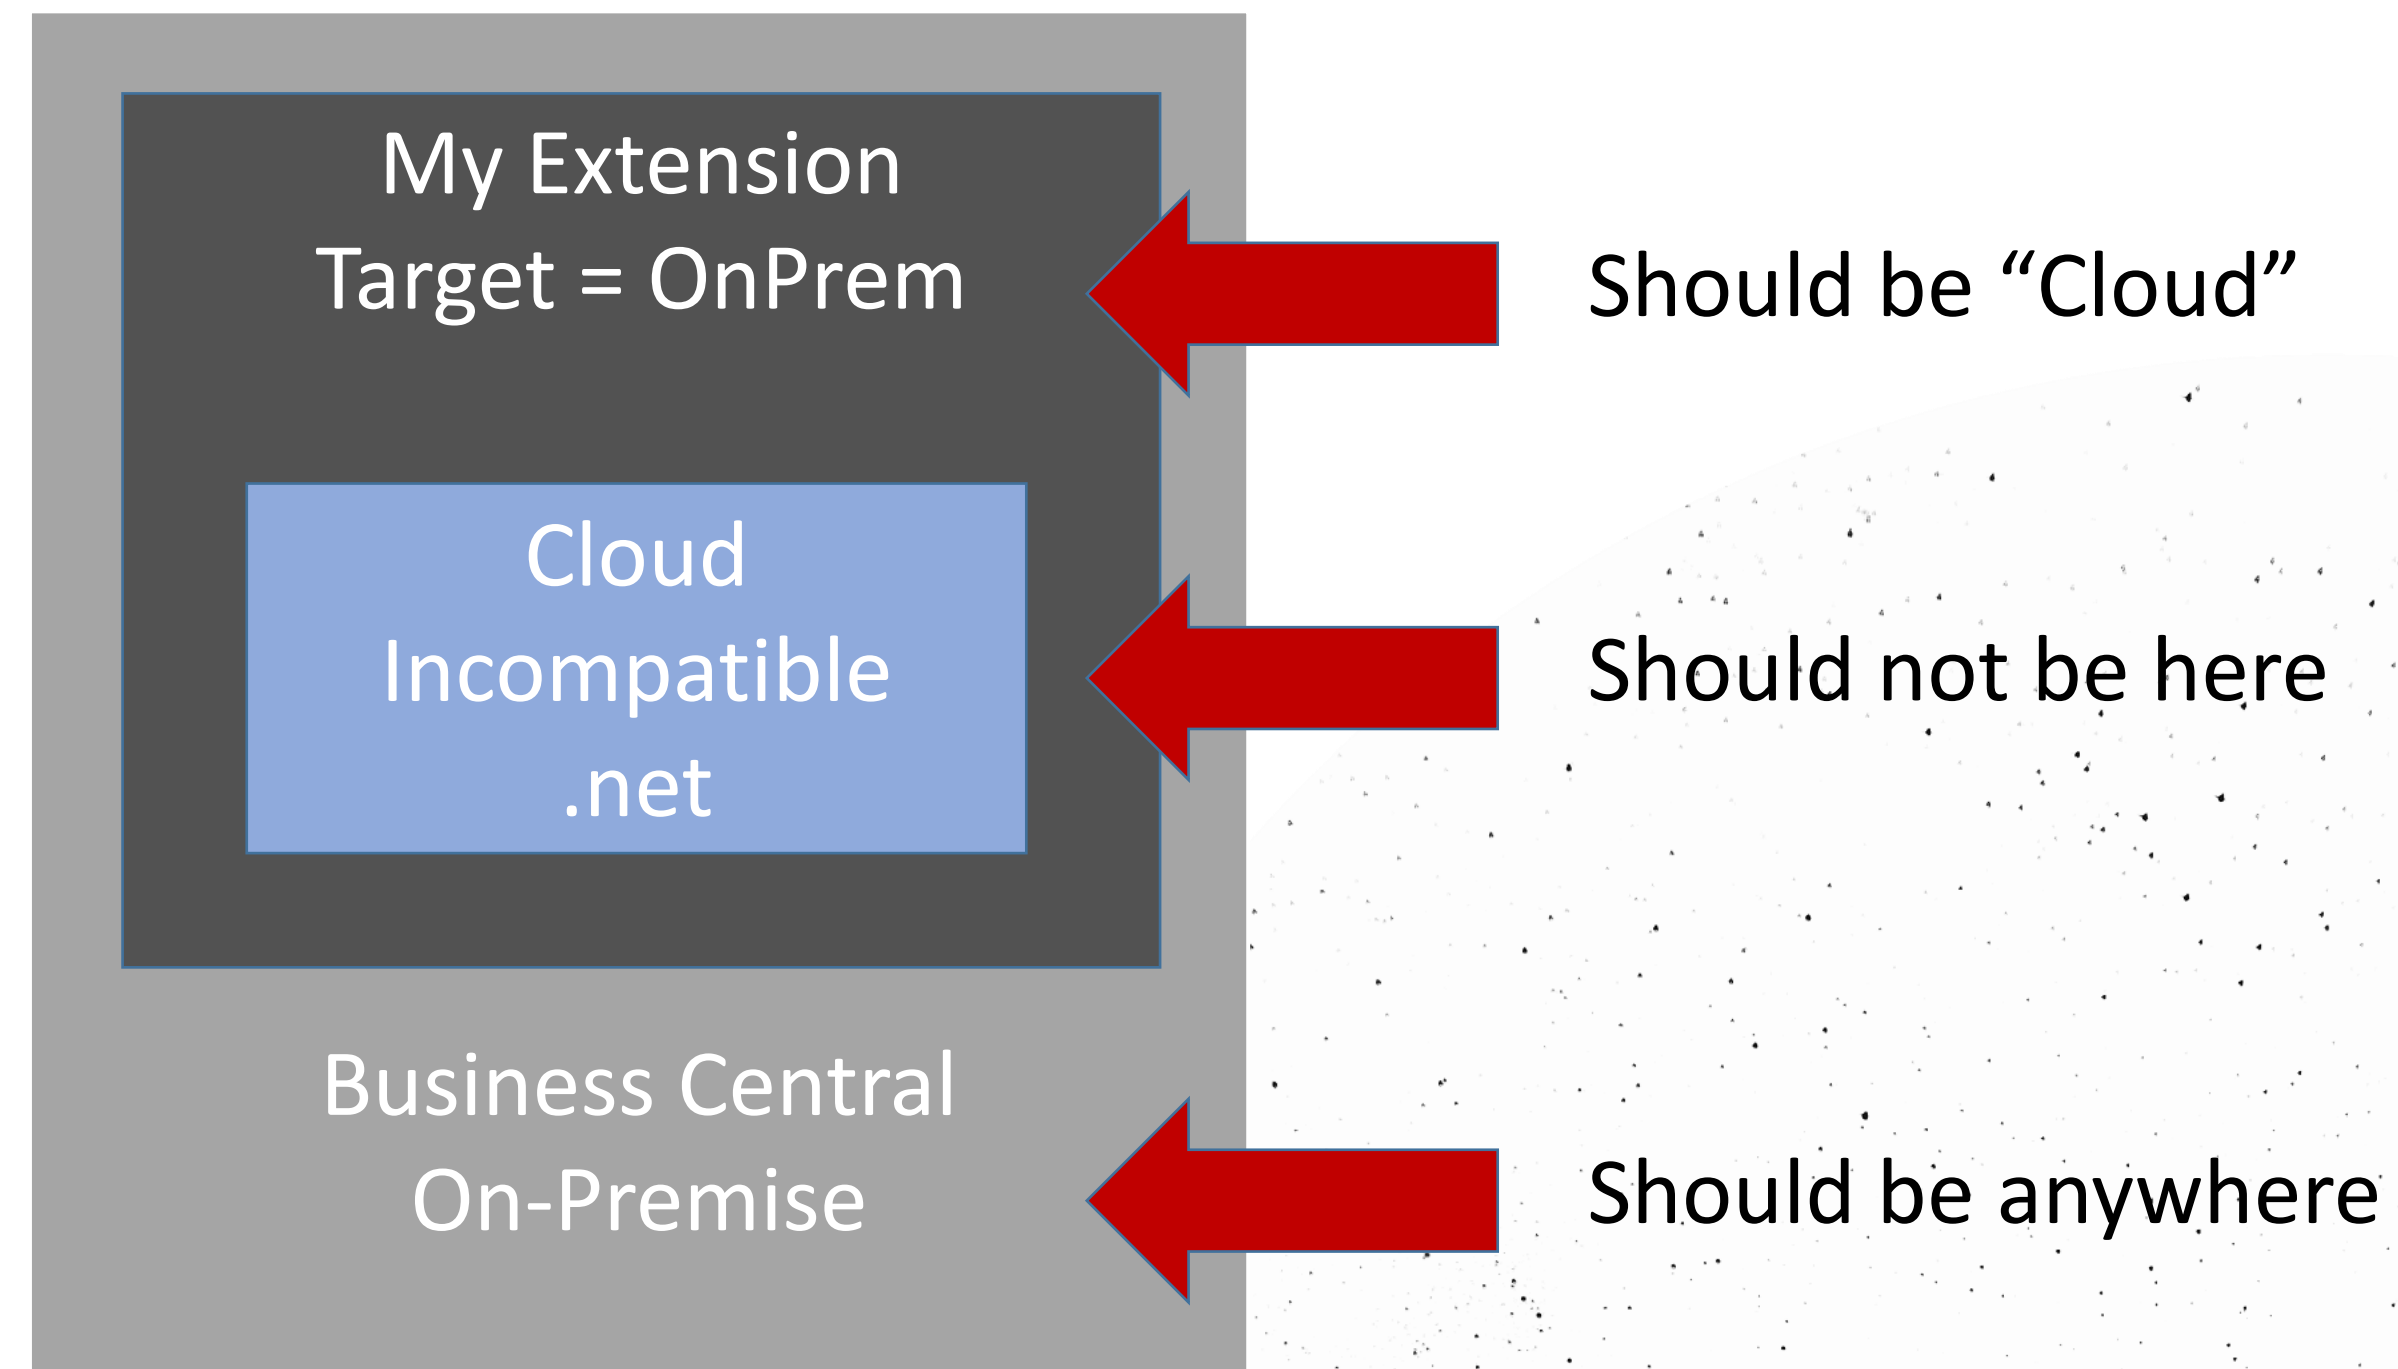 My Extension
Target = OnPrem
Should be “Cloud”
Cloud
Incompatible
.net
Should not be here
Business Central
On-Premise
Should be anywhere